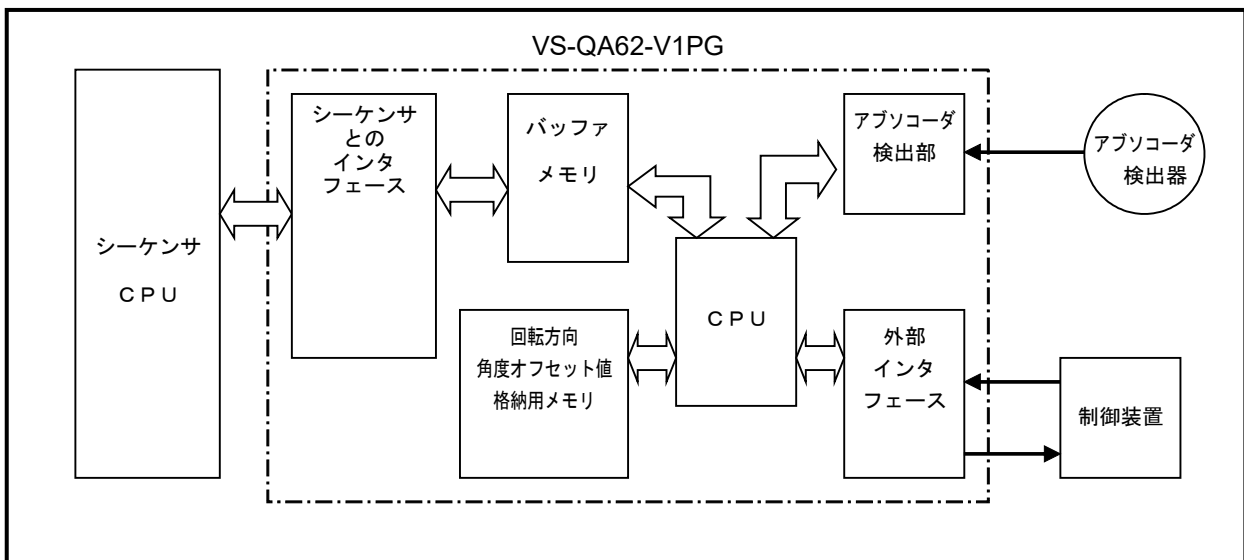 VS-QA62-V1PG
シーケンサ
ＣＰＵ
シーケンサ
との
インタ
フェース
バッファ
メモリ
アブソコーダ
検出部
アブソコーダ
検出器
ＣＰＵ
回転方向
角度オフセット値
格納用メモリ
外部
インタ
フェース
制御装置